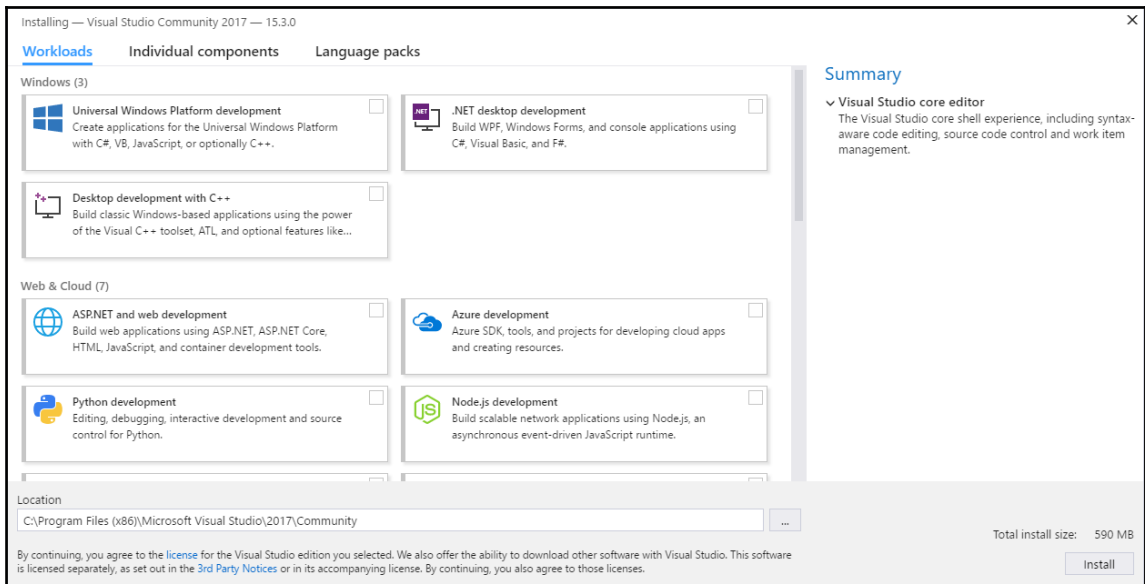 Installing — Visual Studio Community 2017 — 15.3.0
Workloads Individual components Language packs
Windows (3)
Universal Windows Platform development
Create applications for the Universal Windows Platform
with C#, VB, JavaScript, or optionally C++.
.NET
.NET desktop development
Build WPF, Windows Forms, and console applications using
C#, Visual Basic, and F#.
Desktop development with C++
Build classic Windows-based applications using the power
of the Visual C++ toolset, ATL, and optional features like...
Web & Cloud (7)
ASP.NET and web development
Build web applications using ASP.NET, ASP.NET Core,
HTML, JavaScript, and container development tools.
Azure development
Azure SDK, tools, and projects for developing cloud apps
and creating resources.
Python development
Editing, debugging, interactive development and source
control for Python.
JS
Node.js development
Build scalable network applications using Node.js, an
asynchronous event-driven JavaScript runtime.
Summary
Visual Studio core editor
The Visual Studio core shell experience, including syntax-
aware code editing, source code control and work item
management.
Location
C:\Program Files (x86)\Microsoft Visual Studio\2017\Community
...
Total install size: 590 MB
By continuing, you agree to the license for the Visual Studio edition you selected. We also offer the ability to download other software with Visual Studio. This software
is licensed separately, as set out in the 3rd Party Notices or in its accompanying license. By continuing, you also agree to those licenses.
Install